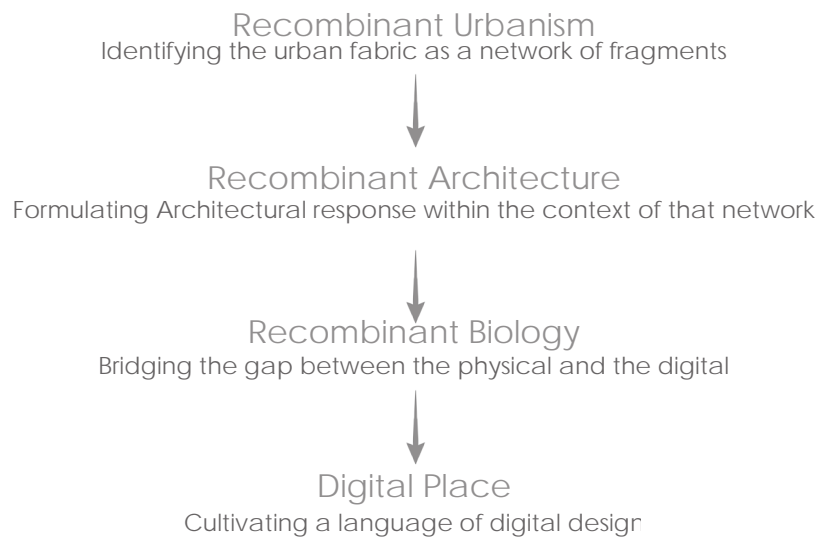 Recombinant Urbanism
Identifying the urban fabric as a network of fragments
Recombinant Architecture
Formulating Architectural response within the context of that network
Recombinant Biology
Bridging the gap between the physical and the digital
Digital Place
Cultivating a language of digital design